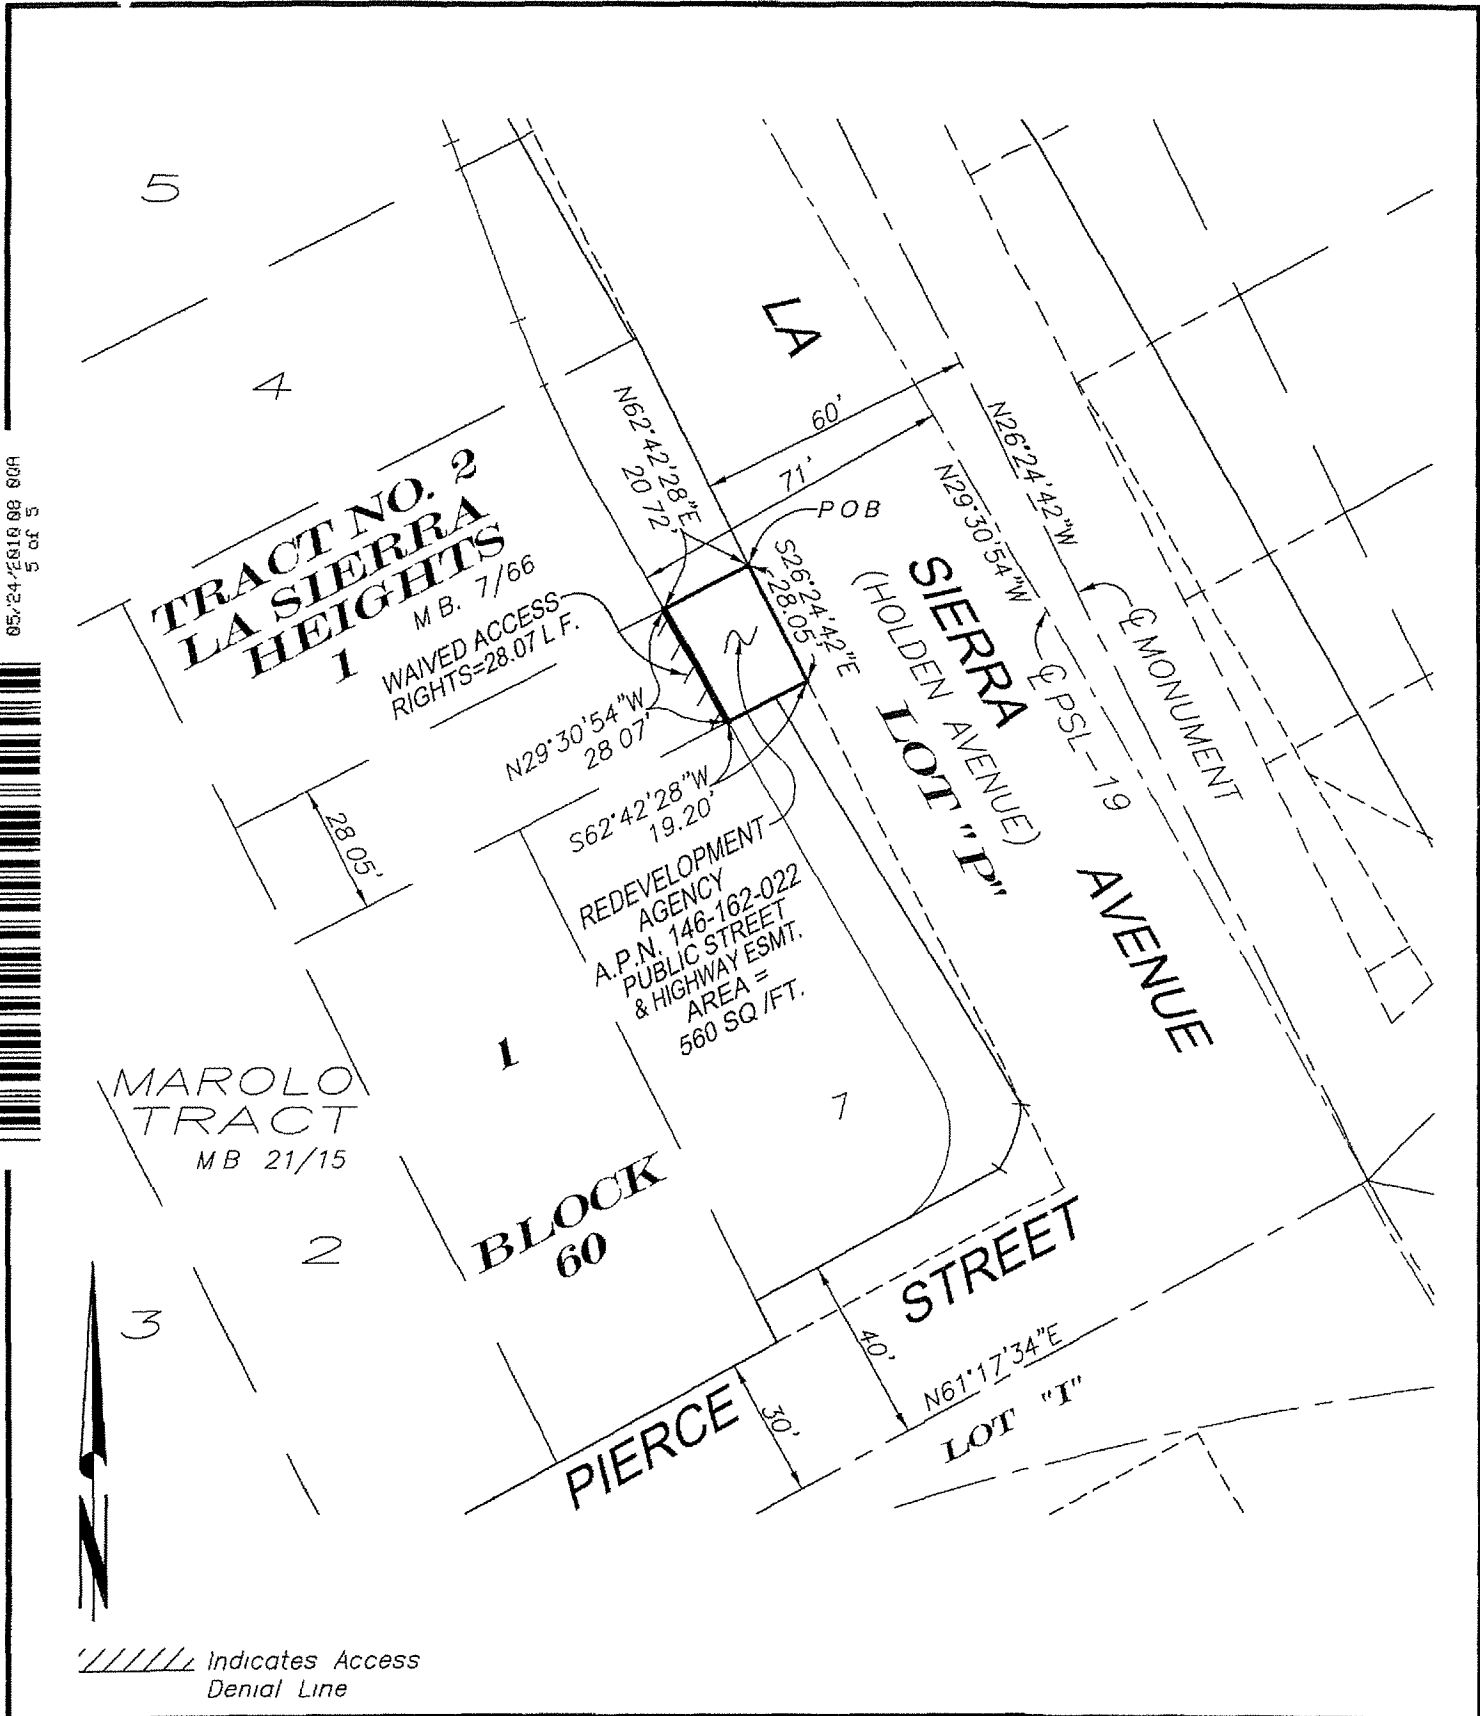 05/24/2010 08 00A
5 of 5
5
4
TRACT NO. 2
LA SIERRA
HEIGHTS
M B. 7/66
1
WAIVED ACCESS
RIGHTS=28.07 L F.
N62°42'28"E
20 72'
60'
71'
POB
LA
SIERRA
AVENUE
(HOLDEN AVENUE)
LOT "P"
N26°24'42"W
N29°30'54"W
℄ MONUMENT
℄ PSL-19
S26°24'42"E
28.05'
2
N29°30'54"W
28 07'
S62°42'28"W
19.20'
REDEVELOPMENT
AGENCY
A.P.N. 146-162-022
PUBLIC STREET
& HIGHWAY ESMT.
AREA =
560 SQ /FT.
28 05'
1
7
MAROLO
TRACT
M B 21/15
BLOCK
60
2
3
PIERCE
STREET
40'
30'
N61°17'34"E
LOT "I"
N
Indicates Access
Denial Line